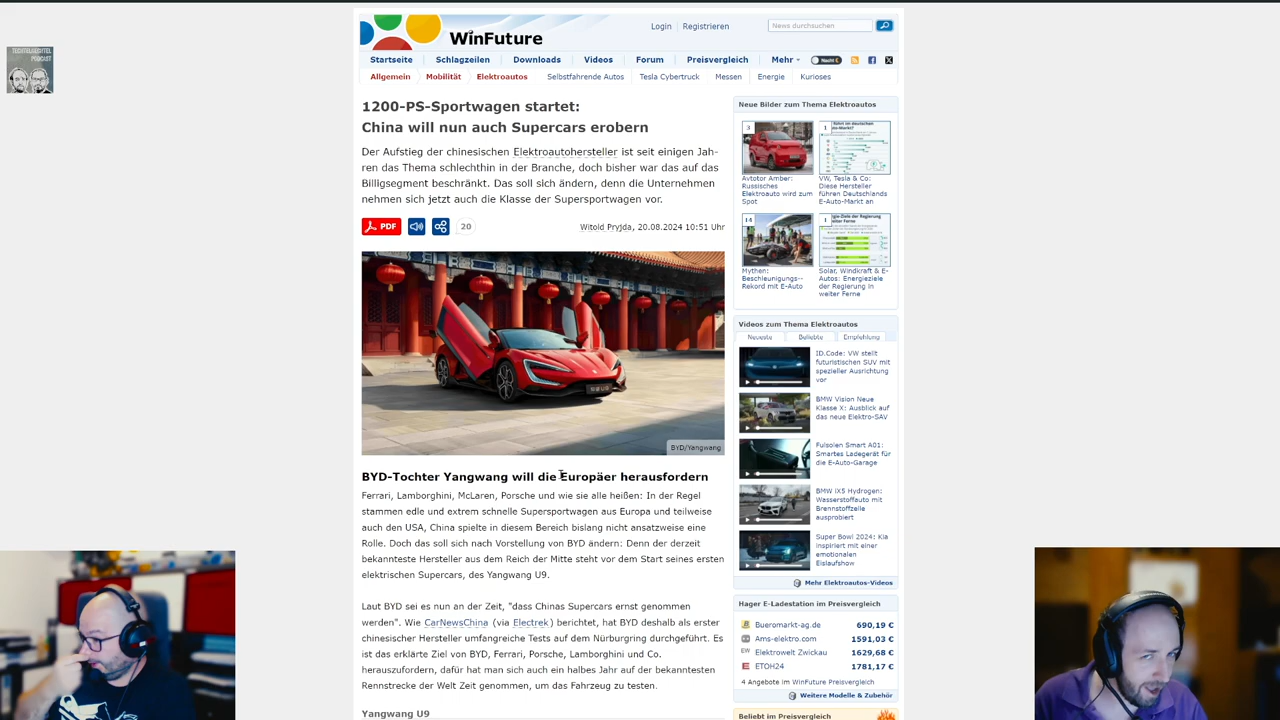 TECHTELMECHTEL
PODCAST
WinFuture
Login
Registrieren
News durchsuchen
Startseite
Schlagzeilen
Downloads
Videos
Forum
Preisvergleich
Mehr
Nacht
Allgemein
Mobilität
Elektroautos
Selbstfahrende Autos
Tesla Cybertruck
Messen
Energie
Kurioses
1200-PS-Sportwagen startet:
China will nun auch Supercars erobern
Der Aufstieg der chinesischen Elektroautohersteller ist seit einigen Jah-
ren das Thema schlechthin in der Branche, doch bisher war das auf das
Billigsegment beschränkt. Das soll sich ändern, denn die Unternehmen
nehmen sich jetzt auch die Klasse der Supersportwagen vor.
PDF
20
Witold Pryjda, 20.08.2024 10:51 Uhr
BYD/Yangwang
BYD-Tochter Yangwang will die Europäer herausfordern
Ferrari, Lamborghini, McLaren, Porsche und wie sie alle heißen: In der Regel
stammen edle und extrem schnelle Supersportwagen aus Europa und teilweise
auch den USA, China spielte in diesem Bereich bislang nicht ansatzweise eine
Rolle. Doch das soll sich nach Vorstellung von BYD ändern: Denn der derzeit
bekannteste Hersteller aus dem Reich der Mitte steht vor dem Start seines ersten
elektrischen Supercars, des Yangwang U9.
Laut BYD sei es nun an der Zeit, "dass Chinas Supercars ernst genommen
werden". Wie CarNewsChina (via Electrek) berichtet, hat BYD deshalb als erster
chinesischer Hersteller umfangreiche Tests auf dem Nürburgring durchgeführt. Es
ist das erklärte Ziel von BYD, Ferrari, Porsche, Lamborghini und Co.
herauszufordern, dafür hat man sich auch ein halbes Jahr auf der bekanntesten
Rennstrecke der Welt Zeit genommen, um das Fahrzeug zu testen.
Yangwang U9
Neue Bilder zum Thema Elektroautos
3
1
Avtotor Amber:
Russisches
Elektroauto wird zum
Spot
VW, Tesla & Co:
Diese Hersteller
führen Deutschlands
E-Auto-Markt an
14
1
Mythen:
Beschleunigungs--
Rekord mit E-Auto
Solar, Windkraft & E-
Autos: Energieziele
der Regierung in
weiter Ferne
Videos zum Thema Elektroautos
Neueste
Beliebte
Empfehlung
ID.Code: VW stellt
futuristischen SUV mit
spezieller Ausrichtung
vor
BMW Vision Neue
Klasse X: Ausblick auf
das neue Elektro-SAV
Fulsolen Smart A01:
Smartes Ladegerät für
die E-Auto-Garage
BMW iX5 Hydrogen:
Wasserstoffauto mit
Brennstoffzelle
ausprobiert
Super Bowl 2024: Kia
inspiriert mit einer
emotionalen
Eislaufshow
Mehr Elektroautos-Videos
Hager E-Ladestation im Preisvergleich
Bueromarkt-ag.de 690,19 €
Ams-elektro.com 1591,03 €
Elektrowelt Zwickau 1629,68 €
ETOH24 1781,17 €
4 Angebote im WinFuture Preisvergleich
Weitere Modelle & Zubehör
Beliebt im Preisvergleich